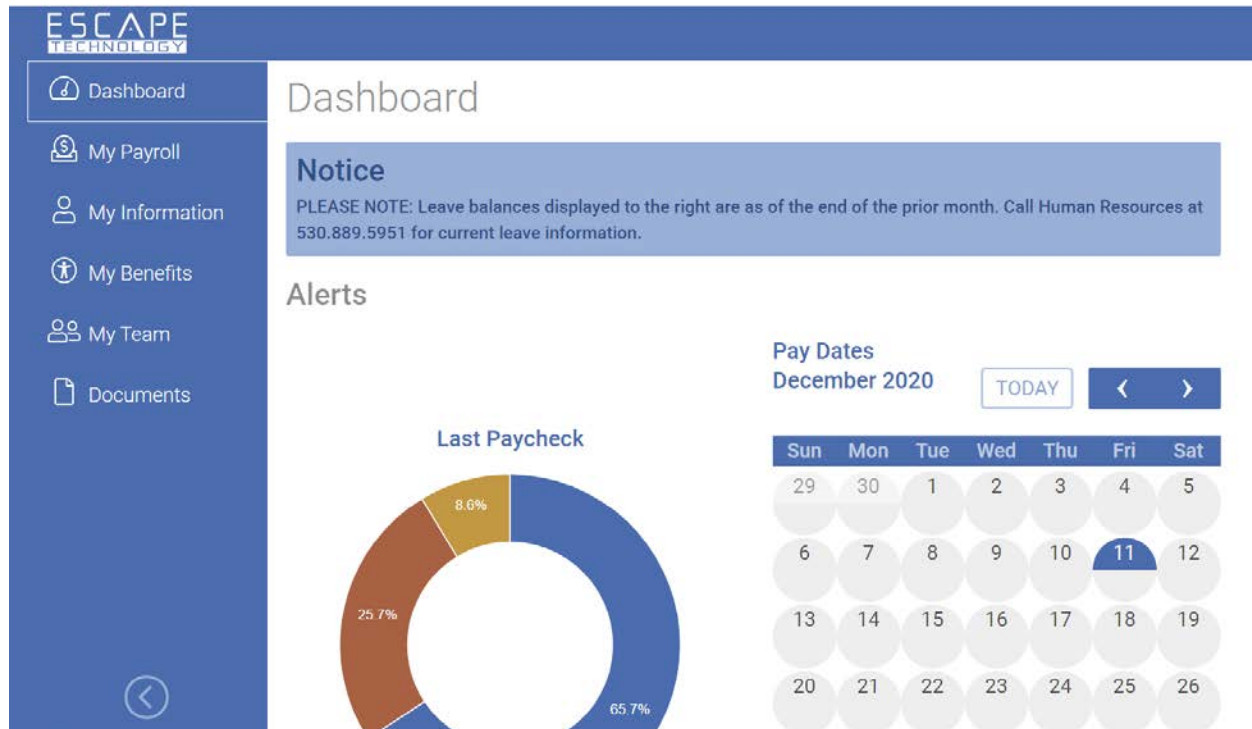 ESCAPE
TECHNOLOGY
Dashboard
My Payroll
My Information
My Benefits
My Team
Documents
Dashboard
Notice
PLEASE NOTE: Leave balances displayed to the right are as of the end of the prior month. Call Human Resources at
530.889.5951 for current leave information.
Alerts
Last Paycheck
8.6%
25.7%
65.7%
Pay Dates
December 2020
TODAY
Sun Mon Tue Wed Thu Fri Sat
29 30 1 2 3 4 5
6 7 8 9 10 11 12
13 14 15 16 17 18 19
20 21 22 23 24 25 26